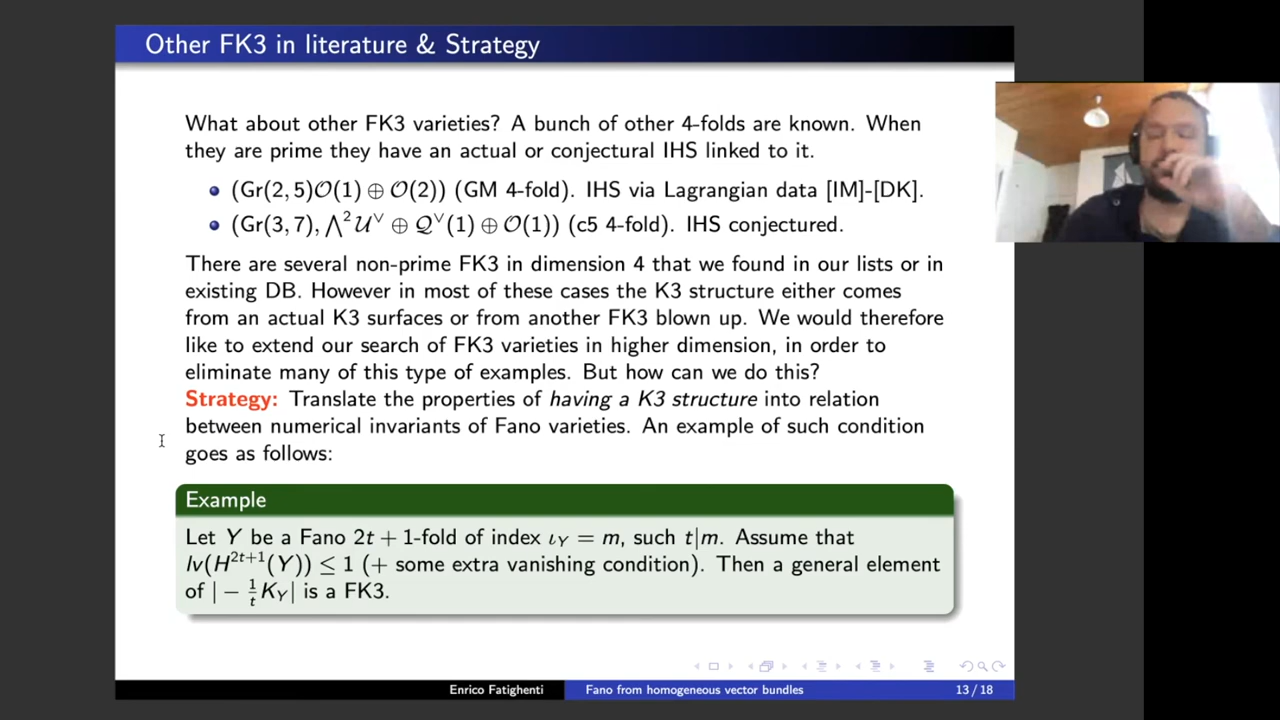 Other FK3 in literature & Strategy
What about other FK3 varieties? A bunch of other 4-folds are known. When
they are prime they have an actual or conjectural IHS linked to it.
(Gr(2, 5)𝒪(1) ⊕ 𝒪(2)) (GM 4-fold). IHS via Lagrangian data [IM]-[DK].
(Gr(3, 7), ⋀²𝒰^∨ ⊕ 𝒬^∨(1) ⊕ 𝒪(1)) (c5 4-fold). IHS conjectured.
There are several non-prime FK3 in dimension 4 that we found in our lists or in
existing DB. However in most of these cases the K3 structure either comes
from an actual K3 surfaces or from another FK3 blown up. We would therefore
like to extend our search of FK3 varieties in higher dimension, in order to
eliminate many of this type of examples. But how can we do this?
Strategy: Translate the properties of having a K3 structure into relation
between numerical invariants of Fano varieties. An example of such condition
goes as follows:
Example
Let Y be a Fano 2t + 1-fold of index ι_Y = m, such t|m. Assume that
lv(H^{2t+1}(Y)) ≤ 1 (+ some extra vanishing condition). Then a general element
of | − 1/t K_Y| is a FK3.
Enrico Fatighenti
Fano from homogeneous vector bundles
13 / 18